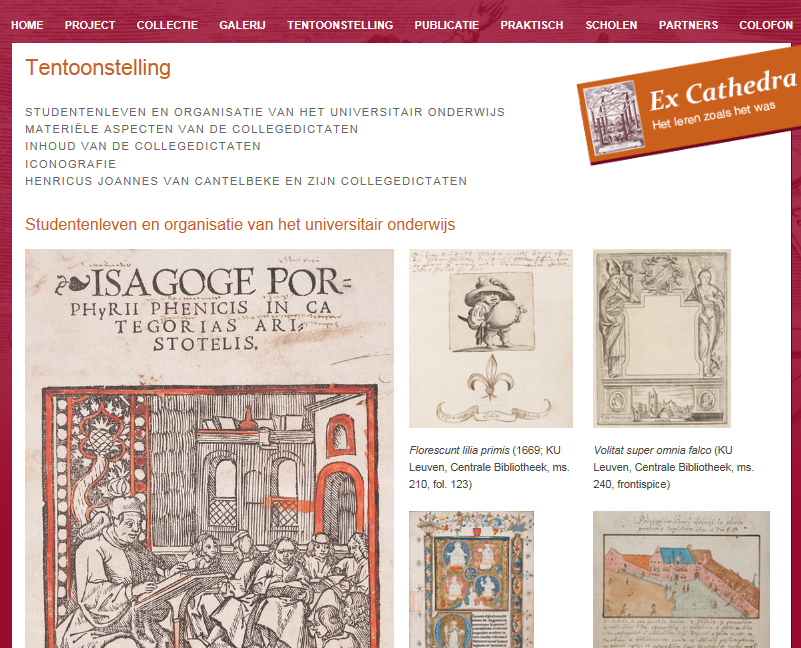 HOME PROJECT COLLECTIE GALERIJ TENTOONSTELLING PUBLICATIE PRAKTISCH SCHOLEN PARTNERS COLOFON
Tentoonstelling
Ex Cathedra
Het leren zoals het was
STUDENTENLEVEN EN ORGANISATIE VAN HET UNIVERSITAIR ONDERWIJS
MATERIËLE ASPECTEN VAN DE COLLEGEDICTATEN
INHOUD VAN DE COLLEGEDICTATEN
ICONOGRAFIE
HENRICUS JOANNES VAN CANTELBEKE EN ZIJN COLLEGEDICTATEN
Studentenleven en organisatie van het universitair onderwijs
ISAGOGE POR=
PHyRII PHENICIS IN CA
TEGORIAS ARI⸗
STOTELIS.
Florescunt lilia primis (1669; KU
Leuven, Centrale Bibliotheek, ms.
210, fol. 123)
Volitat super omnia falco (KU
Leuven, Centrale Bibliotheek, ms.
240, frontispice)